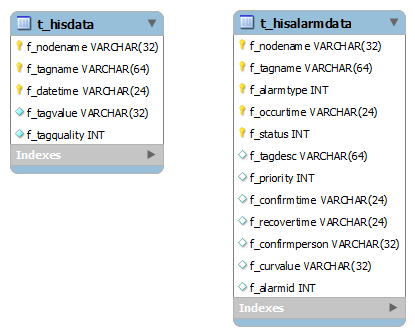 t_hisdata
f_nodename VARCHAR(32)
f_tagname VARCHAR(64)
f_datetime VARCHAR(24)
f_tagvalue VARCHAR(32)
f_tagquality INT
Indexes
t_hisalarmdata
f_nodename VARCHAR(32)
f_tagname VARCHAR(64)
f_alarmtype INT
f_occurtime VARCHAR(24)
f_status INT
f_tagdesc VARCHAR(64)
f_priority INT
f_confirmtime VARCHAR(24)
f_recovertime VARCHAR(24)
f_confirmperson VARCHAR(32)
f_curvalue VARCHAR(32)
f_alarmid INT
Indexes